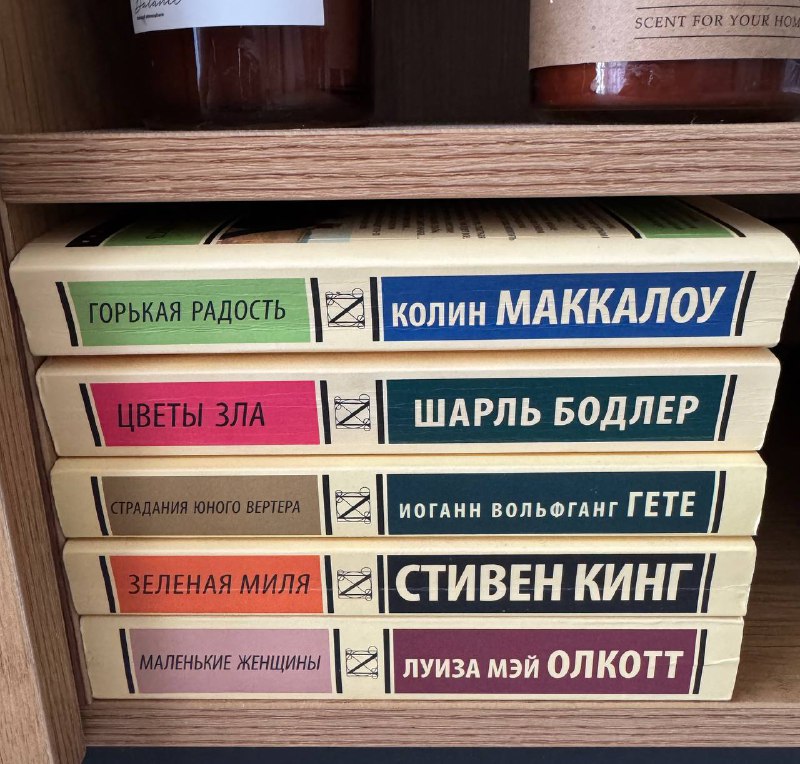 SCENT FOR YOUR HOM
ГОРЬКАЯ РАДОСТЬ КОЛИН МАККАЛОУ
ЦВЕТЫ ЗЛА ШАРЛЬ БОДЛЕР
СТРАДАНИЯ ЮНОГО ВЕРТЕРА ИОГАНН ВОЛЬФГАНГ ГЕТЕ
ЗЕЛЕНАЯ МИЛЯ СТИВЕН КИНГ
МАЛЕНЬКИЕ ЖЕНЩИНЫ ЛУИЗА МЭЙ ОЛКОТТ